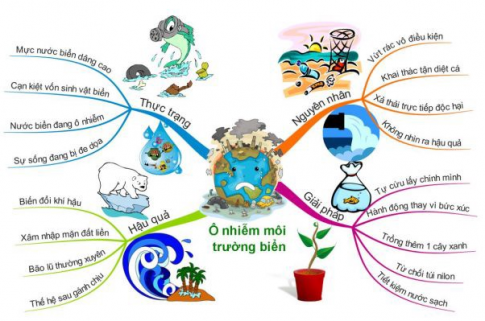 Mực nước biển dâng cao
Cạn kiệt vốn sinh vật biển
Nước biển đang ô nhiễm
Sự sống đang bị đe dọa
Thực trạng
Nguyên nhân
Vứt rác vô điều kiện
Khai thác tận diệt cá
Xả thải trực tiếp độc hại
Không nhìn ra hậu quả
Ô nhiễm môi
trường biển
Hậu quả
Biến đổi khí hậu
Xâm nhập mặn đất liền
Bão lũ thường xuyên
Thế hệ sau gánh chịu
Giải pháp
Tự cứu lấy chính mình
Hành động thay vì bức xúc
Trồng thêm 1 cây xanh
Từ chối túi nilon
Tiết kiệm nước sạch